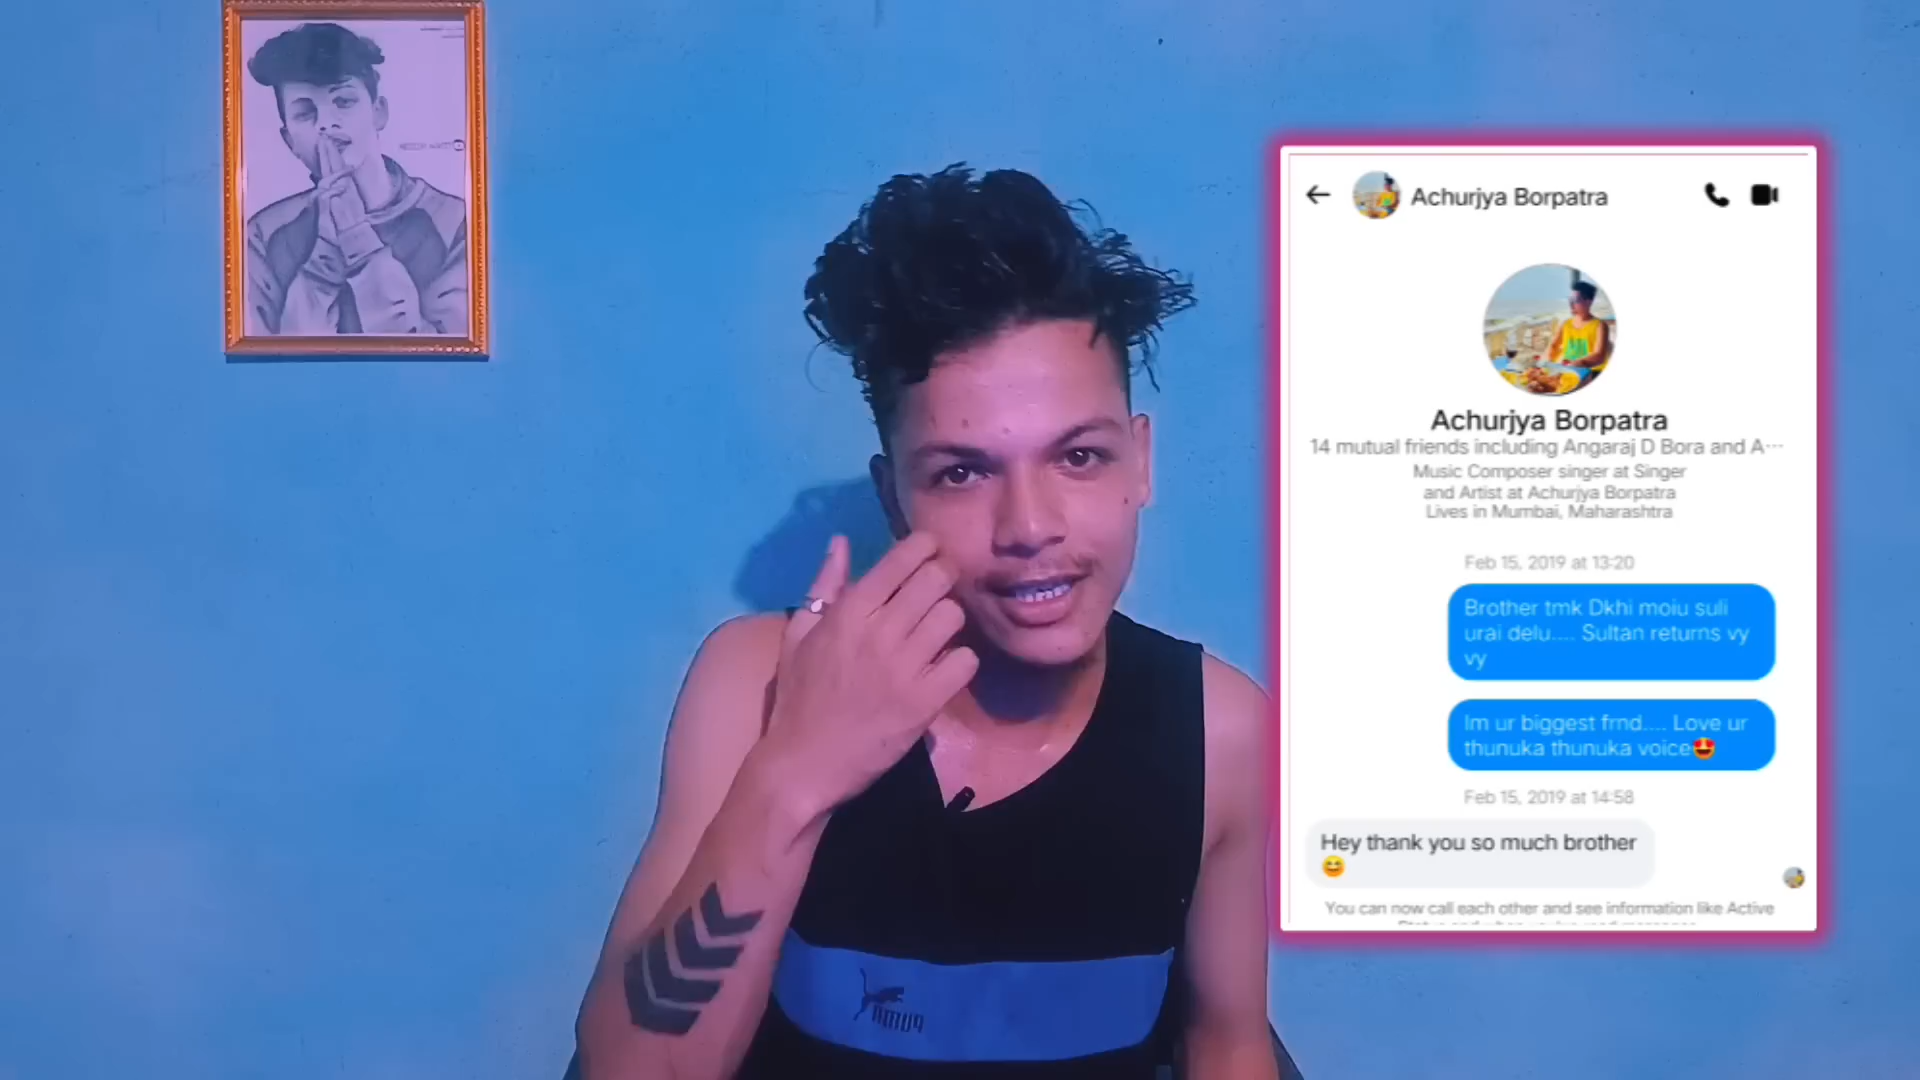 Achurjya Borpatra
Achurjya Borpatra
14 mutual friends including Angaraj D Bora and A...
Music Composer singer at Singer
and Artist at Achurjya Borpatra
Lives in Mumbai, Maharashtra
Feb 15, 2019 at 13:20
Brother tmk Dkhi moiu suli
urai delu.... Sultan returns vy
vy
Im ur biggest frnd.... Love ur
thunuka thunuka voice😍
Feb 15, 2019 at 14:58
Hey thank you so much brother
😊
You can now call each other and see information like Active